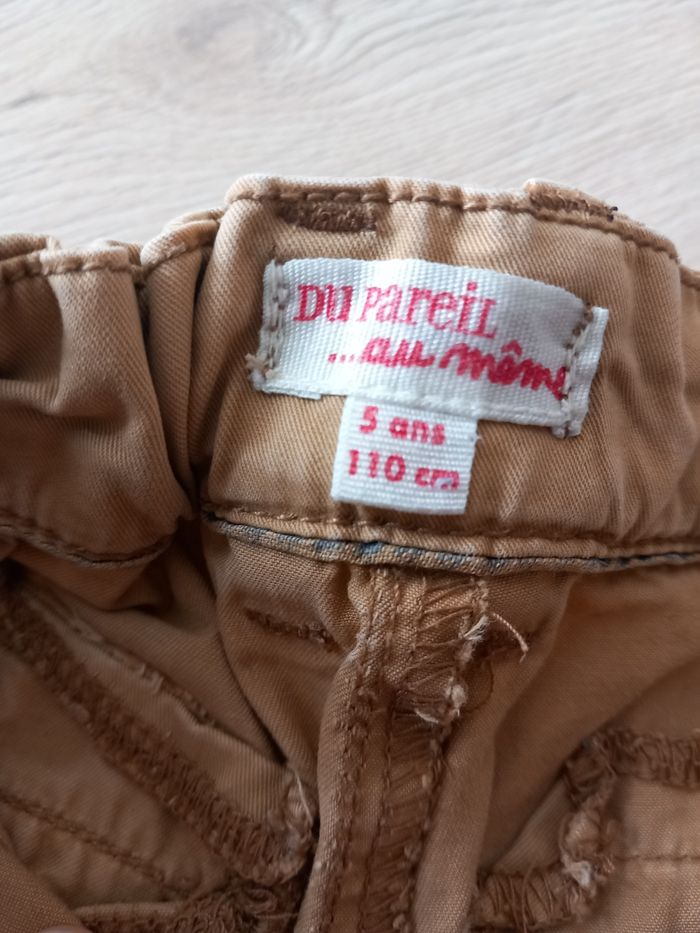 DU PareiL
...au même
5 ans
110 cm